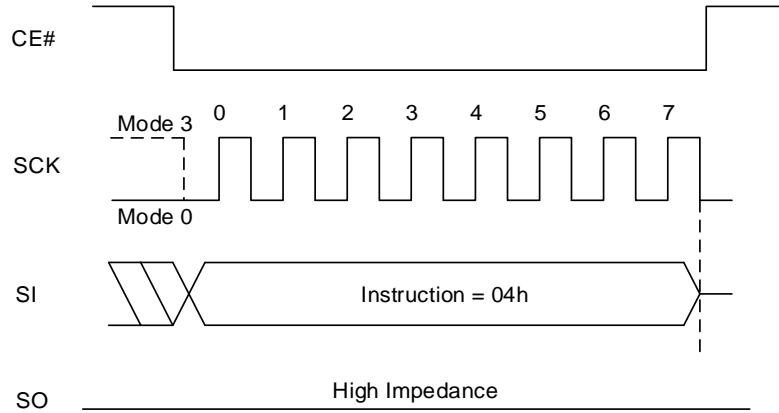 CE#
0 1 2 3 4 5 6 7
Mode 3
SCK
Mode 0
SI
Instruction = 04h
High Impedance
SO